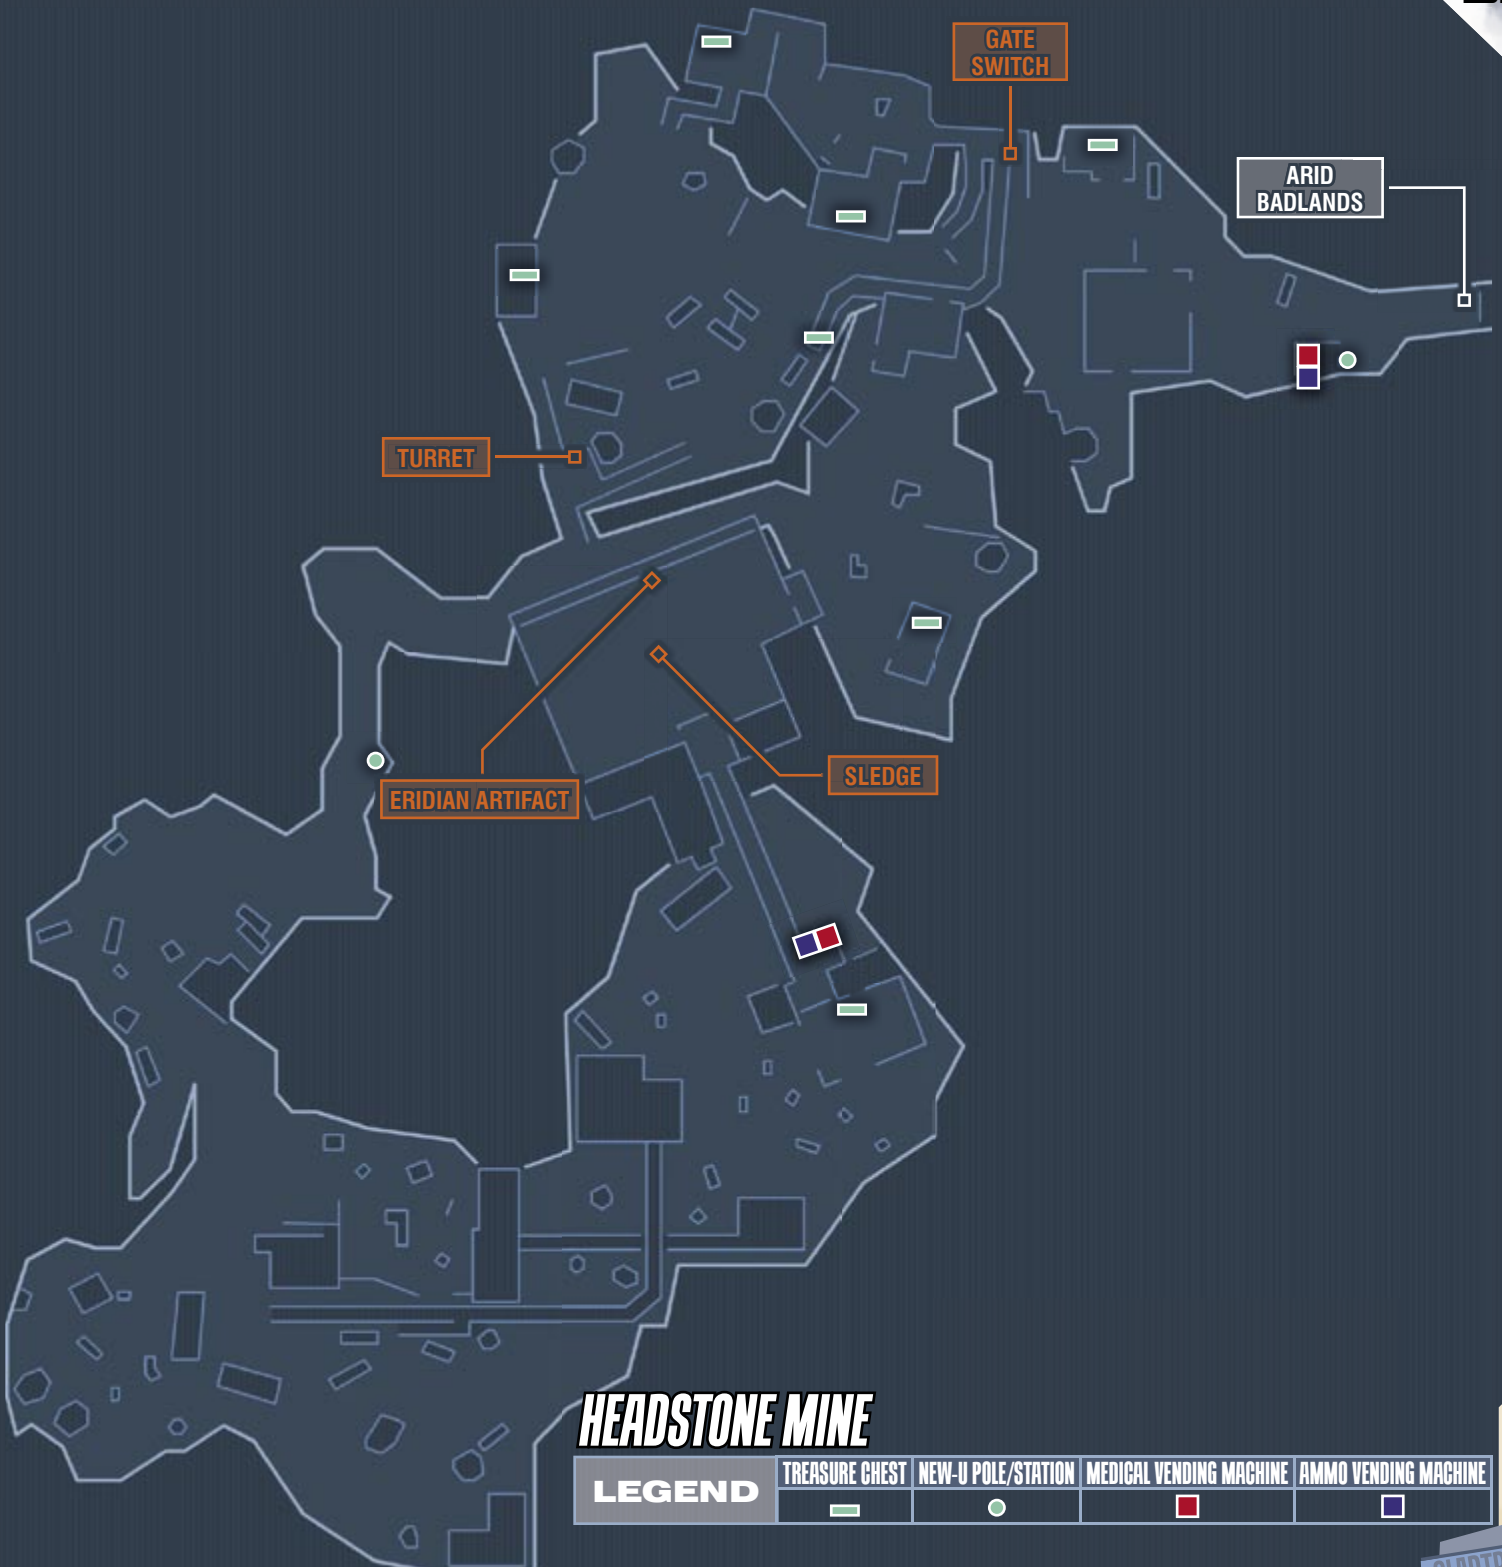 GATE
SWITCH
ARID
BADLANDS
TURRET
SLEDGE
ERIDIAN ARTIFACT
HEADSTONE MINE
LEGEND
TREASURE CHEST
NEW-U POLE/STATION
MEDICAL VENDING MACHINE
AMMO VENDING MACHINE